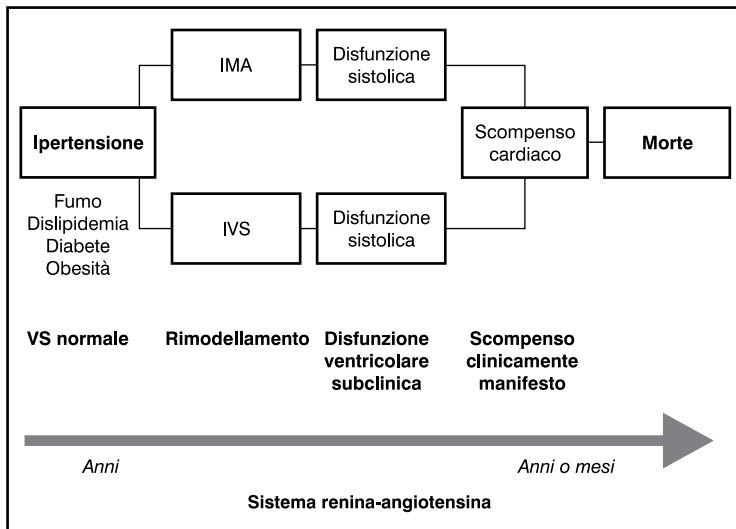 IMA
Disfunzione
sistolica
Ipertensione
Scompenso
cardiaco
Morte
Fumo
Dislipidemia
Diabete
Obesità
IVS
Disfunzione
sistolica
VS normale
Rimodellamento
Disfunzione
ventricolare
subclinica
Scompenso
clinicamente
manifesto
Anni
Anni o mesi
Sistema renina-angiotensina